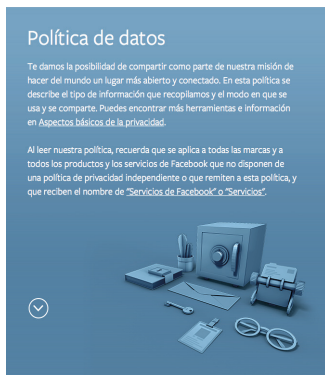 Política de datos
Te damos la posibilidad de compartir como parte de nuestra misión de
hacer del mundo un lugar más abierto y conectado. En esta política se
describe el tipo de información que recopilamos y el modo en que se
usa y se comparte. Puedes encontrar más herramientas e información
en Aspectos básicos de la privacidad.
Al leer nuestra política, recuerda que se aplica a todas las marcas y a
todos los productos y los servicios de Facebook que no disponen de
una política de privacidad independiente o que remiten a esta política, y
que reciben el nombre de “Servicios de Facebook” o “Servicios”.